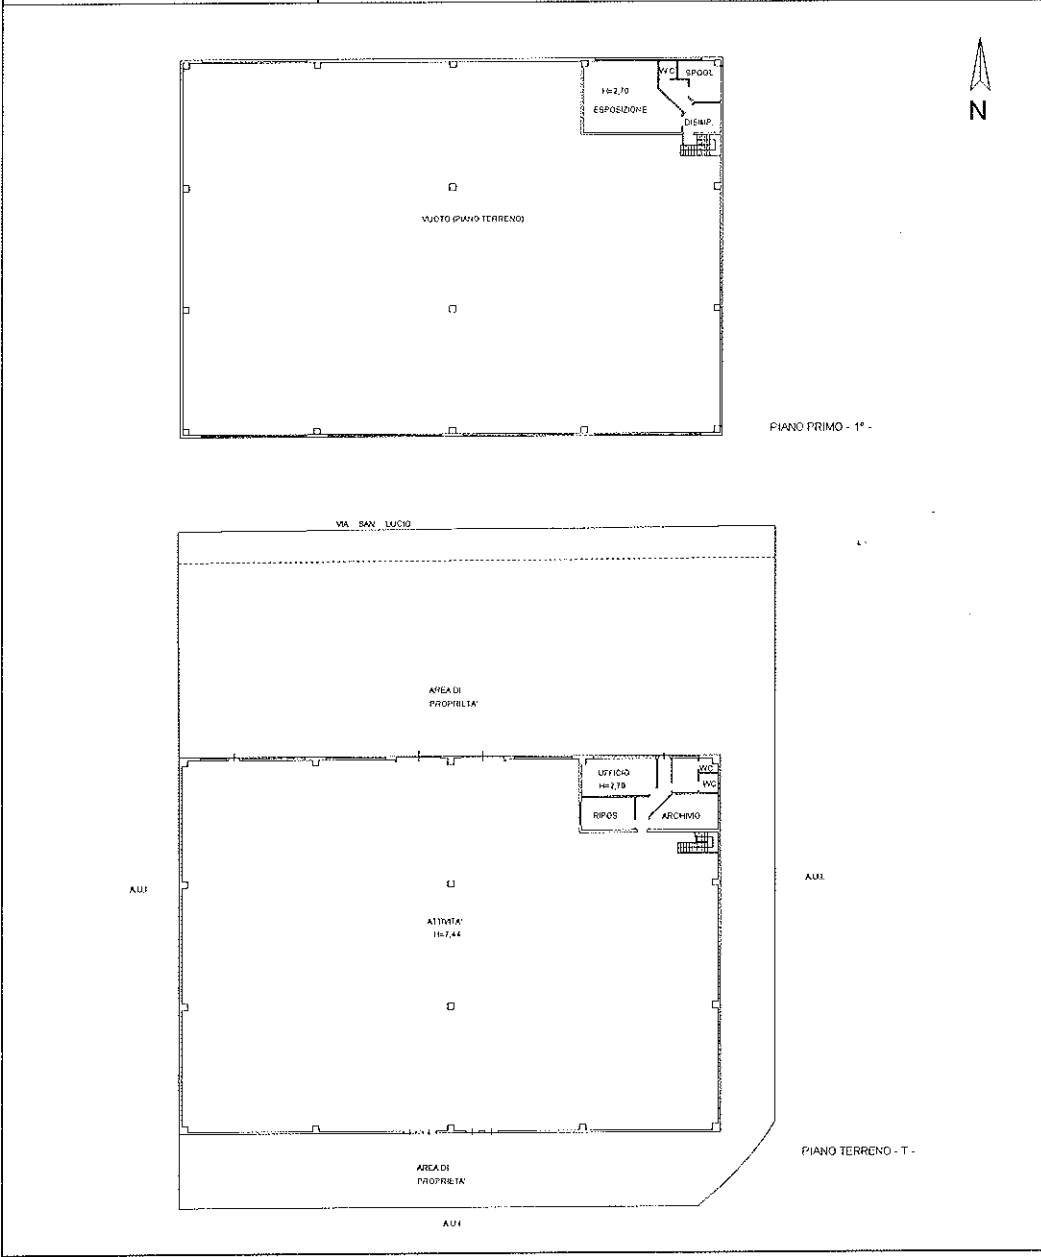 N
WC
SPOGL
H=2,70
ESPOSIZIONE
DISIMP.
VUOTO (PIANO TERRENO)
PIANO PRIMO - 1° -
VIA SAN LUCIO
AREA DI
PROPRIETA'
UFFICIO
H=2,70
WC
WC
RIPOS
ARCHIVIO
A.U.I.
A.U.I.
ATTIVITA'
H=7,44
PIANO TERRENO - T -
AREA DI
PROPRIETA'
A.U.I.